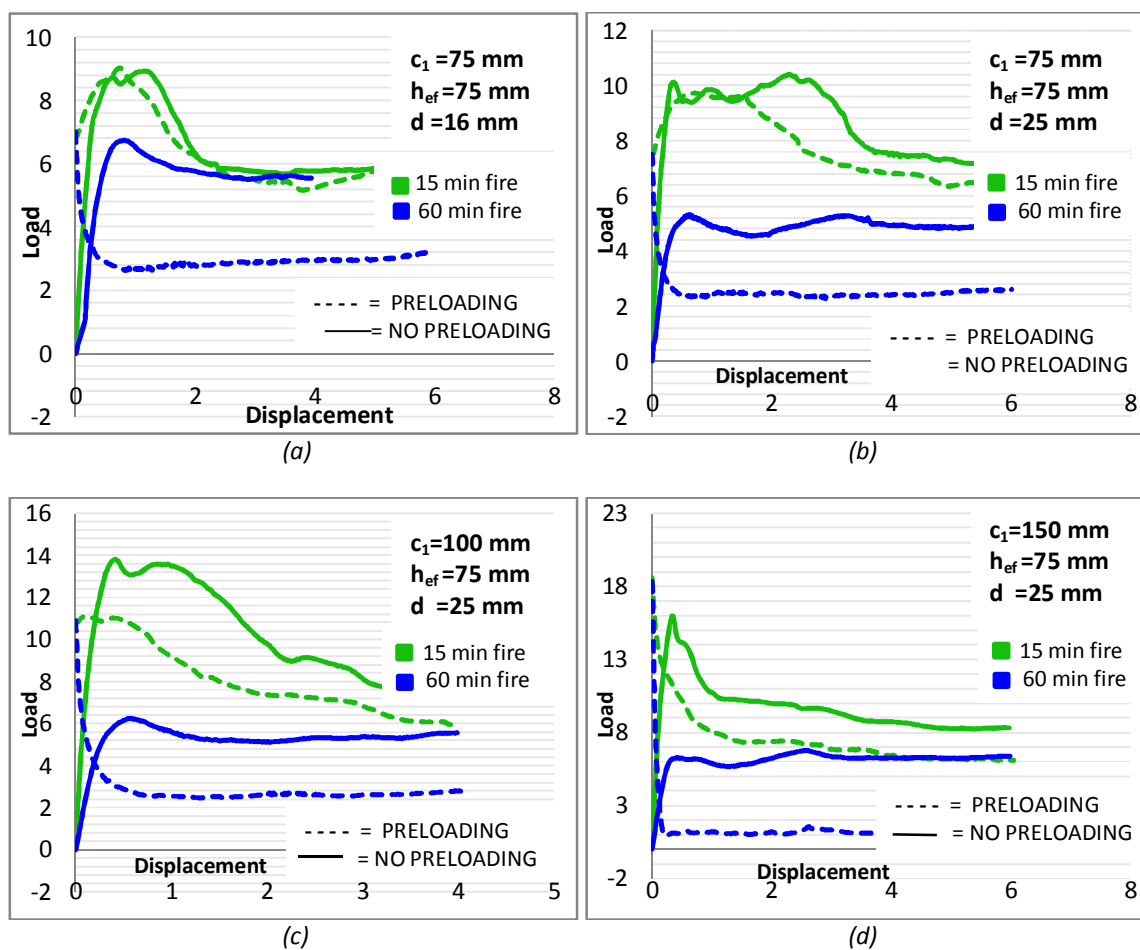 10
8
6
4
2
0
-2
Load
c1 =75 mm
hef =75 mm
d =16 mm
15 min fire
60 min fire
= PRELOADING
= NO PRELOADING
0 2 4 6 8
Displacement
(a)
12
10
8
6
4
2
0
-2
Load
c1 =75 mm
hef =75 mm
d =25 mm
15 min fire
60 min fire
= PRELOADING
= NO PRELOADING
Displacement
0 2 4 6 8
(b)
16
14
12
10
8
6
4
2
0
-2
Load
c1=100 mm
hef =75 mm
d =25 mm
15 min fire
60 min fire
= PRELOADING
= NO PRELOADING
Displacement
0 1 2 3 4 5
(c)
23
18
13
8
3
-2
Load
c1=150 mm
hef =75 mm
d =25 mm
15 min fire
60 min fire
= PRELOADING
= NO PRELOADING
Displacement
0 2 4 6 8
(d)